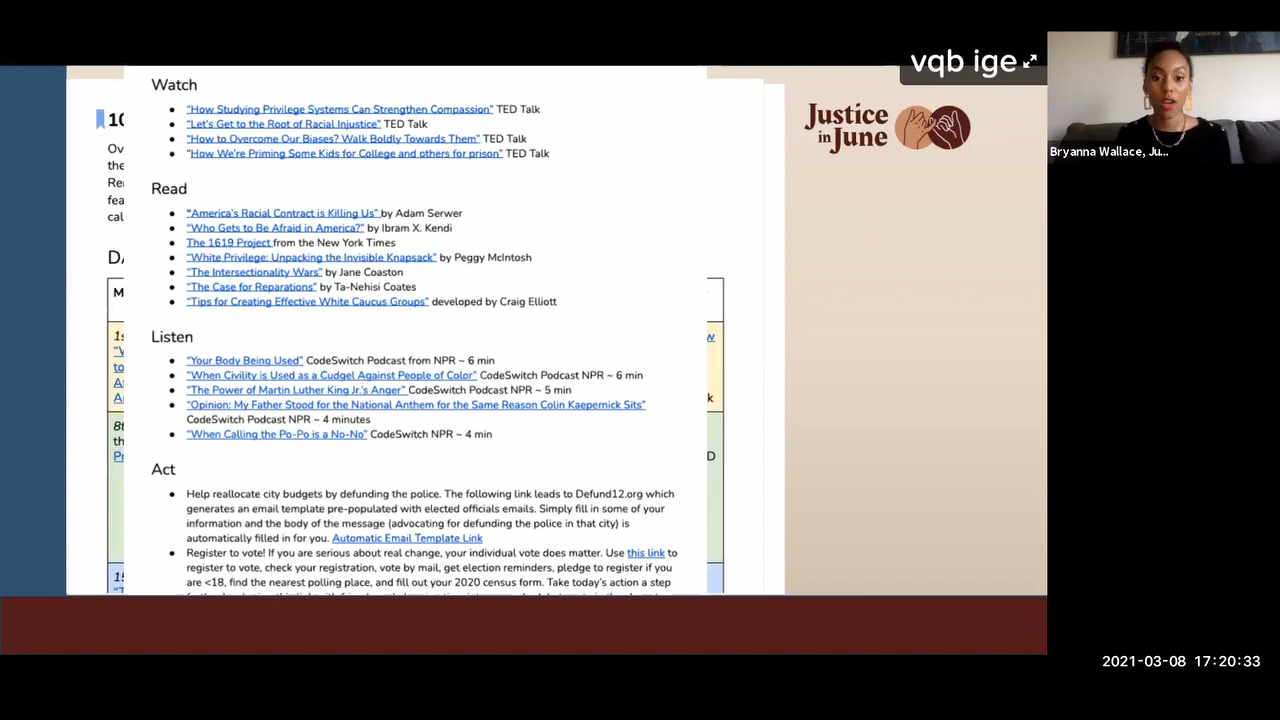 vqb ige
Justice
in June
Bryanna Wallace, Ju...
Watch
"How Studying Privilege Systems Can Strengthen Compassion" TED Talk
"Let's Get to the Root of Racial Injustice" TED Talk
"How to Overcome Our Biases? Walk Boldly Towards Them" TED Talk
"How We're Priming Some Kids for College and others for prison" TED Talk
Read
"America's Racial Contract is Killing Us" by Adam Serwer
"Who Gets to Be Afraid in America?" by Ibram X. Kendi
The 1619 Project from the New York Times
"White Privilege: Unpacking the Invisible Knapsack" by Peggy McIntosh
"The Intersectionality Wars" by Jane Coaston
"The Case for Reparations" by Ta-Nehisi Coates
"Tips for Creating Effective White Caucus Groups" developed by Craig Elliott
Listen
"Your Body Being Used" CodeSwitch Podcast from NPR ~ 6 min
"When Civility is Used as a Cudgel Against People of Color" CodeSwitch Podcast NPR ~ 6 min
"The Power of Martin Luther King Jr.'s Anger" CodeSwitch Podcast NPR ~ 5 min
"Opinion: My Father Stood for the National Anthem for the Same Reason Colin Kaepernick Sits"
CodeSwitch Podcast NPR ~ 4 minutes
"When Calling the Po-Po is a No-No" CodeSwitch NPR ~ 4 min
Act
Help reallocate city budgets by defunding the police. The following link leads to Defund12.org which
generates an email template pre-populated with elected officials emails. Simply fill in some of your
information and the body of the message (advocating for defunding the police in that city) is
automatically filled in for you. Automatic Email Template Link
Register to vote! If you are serious about real change, your individual vote does matter. Use this link to
register to vote, check your registration, vote by mail, get election reminders, pledge to register if you
are <18, find the nearest polling place, and fill out your 2020 census form. Take today's action a step
2021-03-08 17:20:33